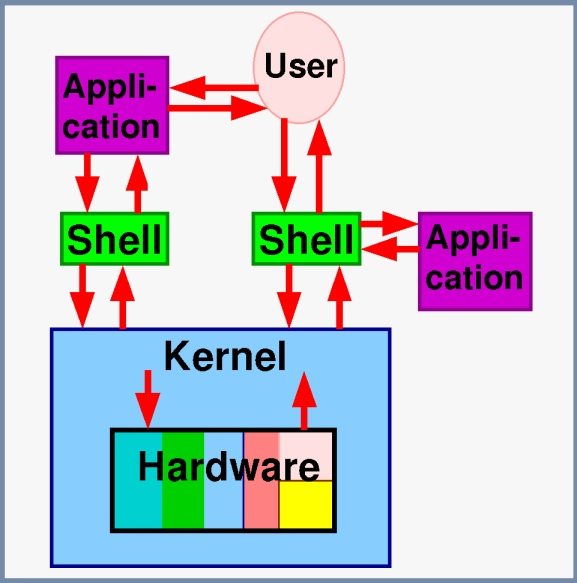 User
Appli-
cation
Shell
Shell
Appli-
cation
Kernel
Hardware